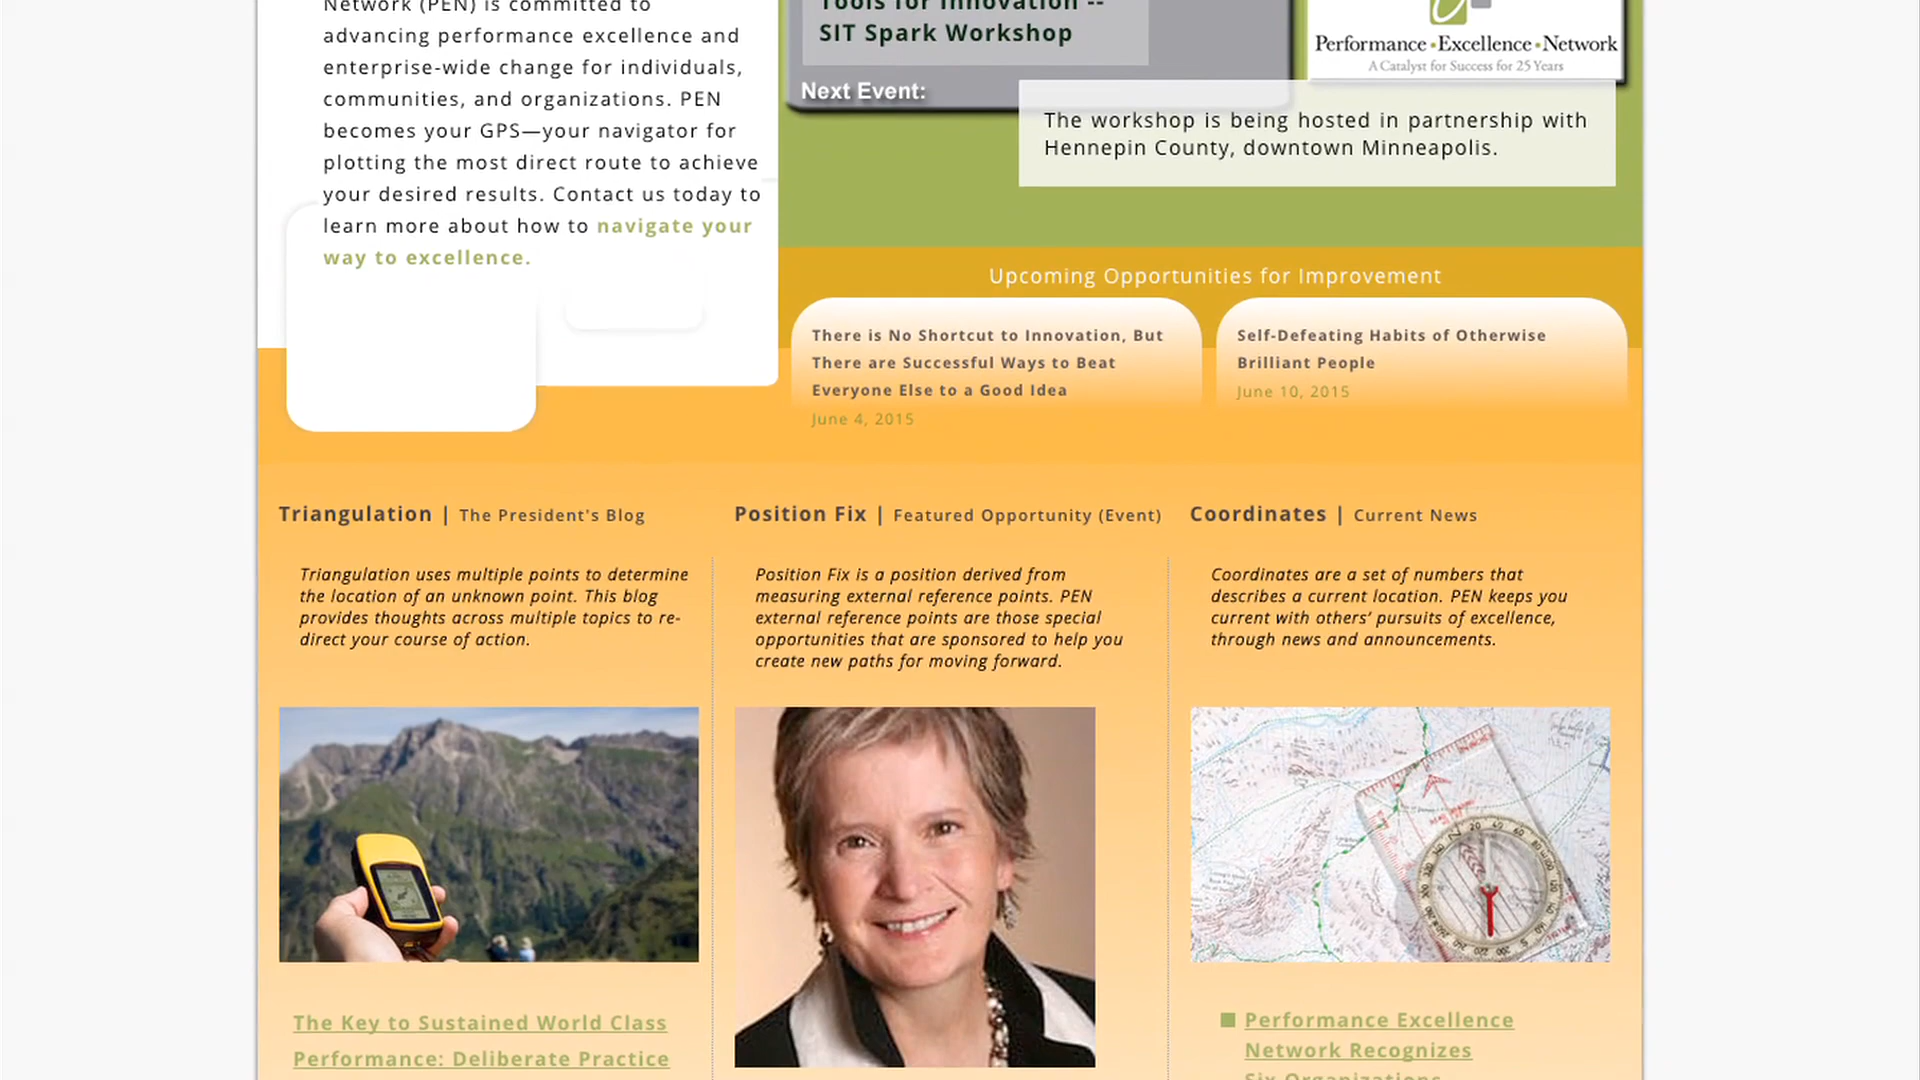 Network (PEN) is committed to
advancing performance excellence and
enterprise-wide change for individuals,
communities, and organizations. PEN
becomes your GPS—your navigator for
plotting the most direct route to achieve
your desired results. Contact us today to
learn more about how to navigate your
way to excellence.
Tools for Innovation --
SIT Spark Workshop
Next Event:
Performance•Excellence•Network
A Catalyst for Success for 25 Years
The workshop is being hosted in partnership with
Hennepin County, downtown Minneapolis.
Upcoming Opportunities for Improvement
There is No Shortcut to Innovation, But
There are Successful Ways to Beat
Everyone Else to a Good Idea
June 4, 2015
Self-Defeating Habits of Otherwise
Brilliant People
June 10, 2015
Triangulation | The President's Blog
Triangulation uses multiple points to determine
the location of an unknown point. This blog
provides thoughts across multiple topics to re-
direct your course of action.
The Key to Sustained World Class
Performance: Deliberate Practice
Position Fix | Featured Opportunity (Event)
Position Fix is a position derived from
measuring external reference points. PEN
external reference points are those special
opportunities that are sponsored to help you
create new paths for moving forward.
Coordinates | Current News
Coordinates are a set of numbers that
describes a current location. PEN keeps you
current with others’ pursuits of excellence,
through news and announcements.
Performance Excellence
Network Recognizes
Six Organizations